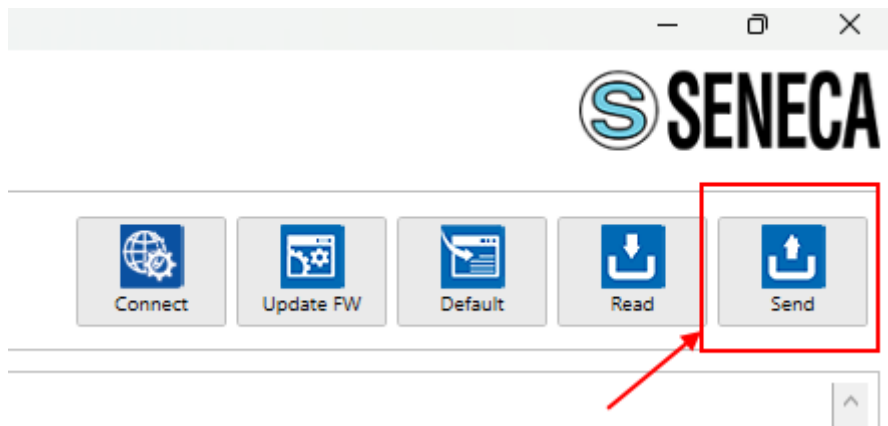 SENECA
Connect
Update FW
Default
Read
Send